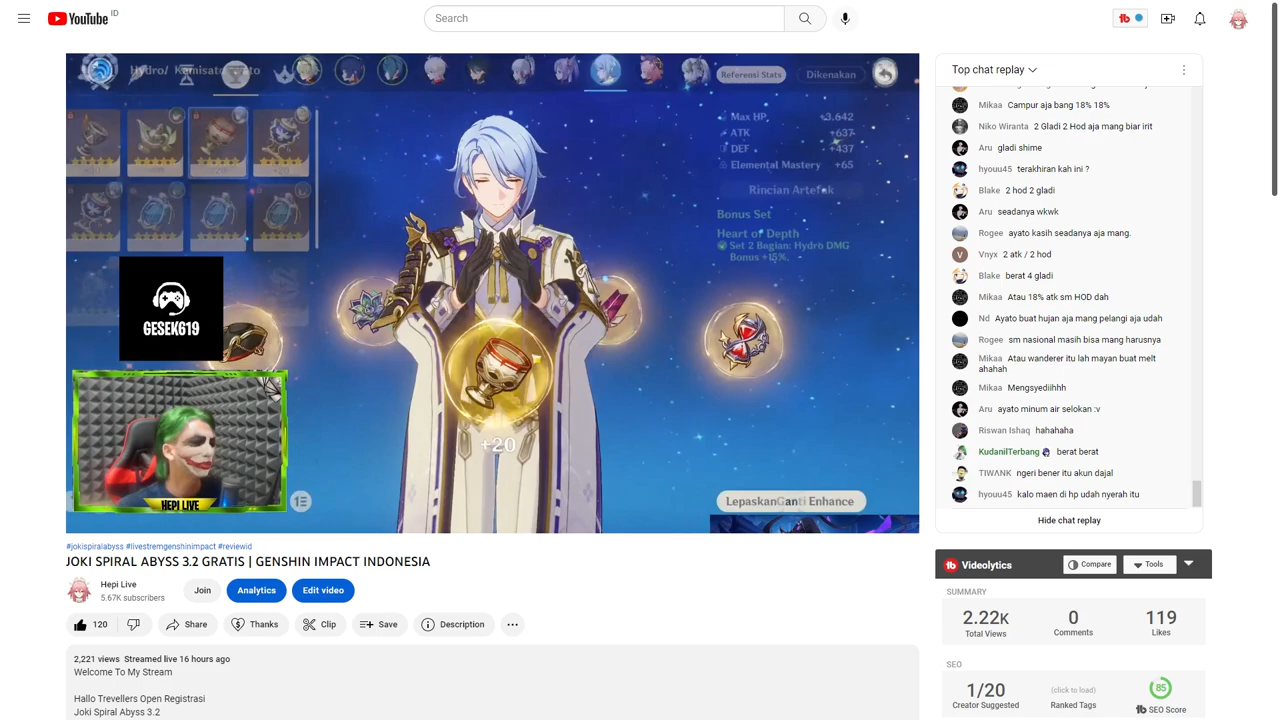 YouTube ID
Search
Hydro/ Kamisato Ayato
Referensi Stats
Dikenakan
+20
Max HP +3.642
ATK +637
DEF +437
Elemental Mastery +65
Rincian Artefak
Bonus Set
Heart of Depth
Set 2 Bagian: Hydro DMG
Bonus +15%.
GESEK619
+20
HEPI LIVE
Lepaskan Ganti Enhance
Top chat replay
Mikaa Campur aja bang 18% 18%
Niko Wiranta 2 Gladi 2 Hod aja mang biar irit
Aru gladi shime
hyouu45 terakhiran kah ini ?
Blake 2 hod 2 gladi
Aru seadanya wkwk
Rogee ayato kasih seadanya aja mang.
V Vnyx 2 atk / 2 hod
Blake berat 4 gladi
Mikaa Atau 18% atk sm HOD dah
Nd Ayato buat hujan aja mang pelangi aja udah
Rogee sm nasional masih bisa mang harusnya
Mikaa Atau wanderer itu lah mayan buat melt
ahahah
Mikaa Mengsyediihhh
Aru ayato minum air selokan :v
Riswan Ishaq hahahaha
KudanilTerbang berat berat
TIWΛNK ngeri bener itu akun dajal
hyouu45 kalo maen di hp udah nyerah itu
Hide chat replay
#jokispiralabyss #livestremgenshinimpact #reviewid
JOKI SPIRAL ABYSS 3.2 GRATIS | GENSHIN IMPACT INDONESIA
Hepi Live
5.67K subscribers
Join
Analytics
Edit video
120
Share
Thanks
Clip
Save
Description
2,221 views Streamed live 16 hours ago
Welcome To My Stream
Hallo Trevellers Open Registrasi
Joki Spiral Abyss 3.2
tb Videolytics
Compare
Tools
SUMMARY
2.22K
Total Views
0
Comments
119
Likes
SEO
1/20
Creator Suggested
(click to load)
Ranked Tags
85
tb SEO Score